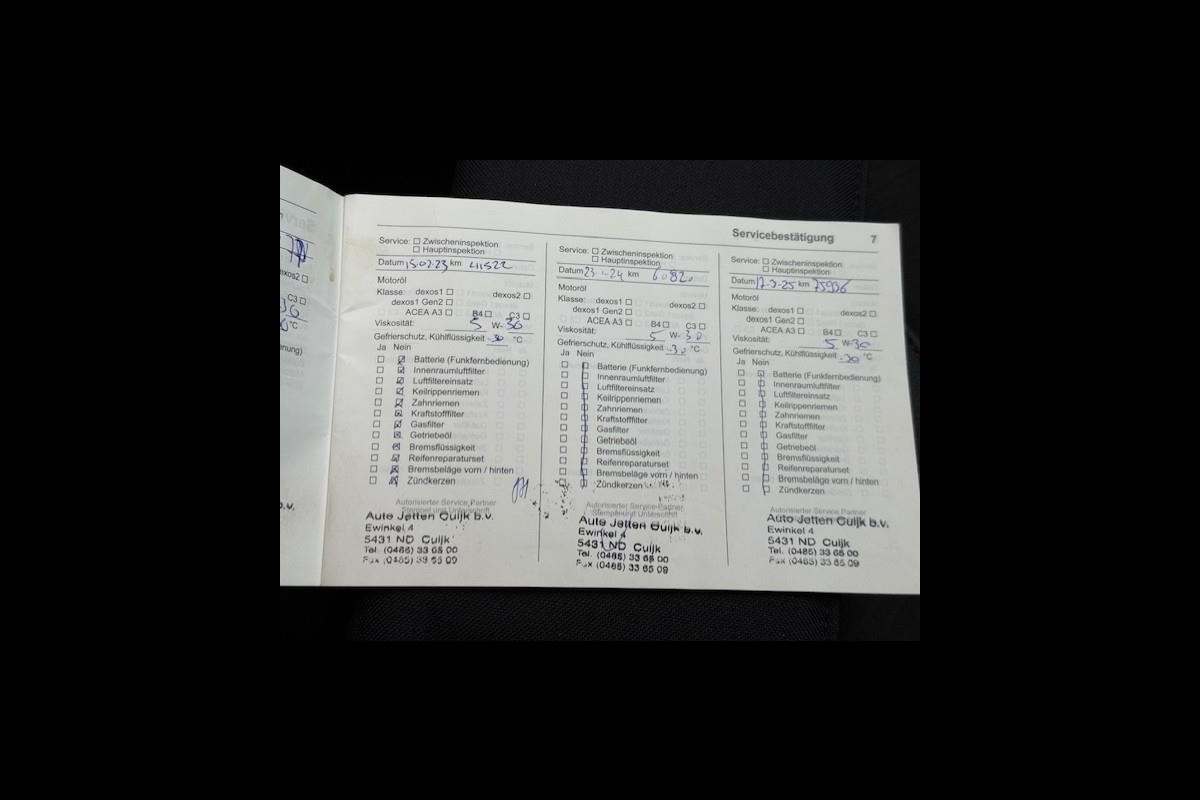 Servicebestätigung 7
Service: Zwischeninspektion
Hauptinspektion
Datum 15.02.23 km 41522
Motoröl
Klasse: dexos1 dexos2
dexos1 Gen2
ACEA A3 B4 C3
Viskosität: 5 W-30
Gefrierschutz, Kühlflüssigkeit -30 °C
Ja Nein
Batterie (Funkfernbedienung)
Innenraumluftfilter
Luftfiltereinsatz
Keilrippenriemen
Zahnriemen
Kraftstofffilter
Gasfilter
Getriebeöl
Bremsflüssigkeit
Reifenreparaturset
Bremsbeläge vorn / hinten
Zündkerzen
Autorisierter Service Partner
Stempel und Unterschrift
Auto Jetten Cuijk b.v.
Ewinkel 4
5431 ND Cuijk
Tel. (0485) 33 65 00
Fax (0485) 33 65 09
Service: Zwischeninspektion
Hauptinspektion
Datum 23-1-24 km 60820
Motoröl
Klasse: dexos1 dexos2
dexos1 Gen2
ACEA A3 B4 C3
Viskosität: 5 W-30
Gefrierschutz, Kühlflüssigkeit -30 °C
Ja Nein
Batterie (Funkfernbedienung)
Innenraumluftfilter
Luftfiltereinsatz
Keilrippenriemen
Zahnriemen
Kraftstofffilter
Gasfilter
Getriebeöl
Bremsflüssigkeit
Reifenreparaturset
Bremsbeläge vorn / hinten
Zündkerzen
Autorisierter Service-Partner
Stempel und Unterschrift
Auto Jetten Cuijk b.v.
Ewinkel 4
5431 ND Cuijk
Tel. (0485) 33 65 00
Fax (0485) 33 65 09
Service: Zwischeninspektion
Hauptinspektion
Datum 17-3-25 km 75936
Motoröl
Klasse: dexos1 dexos2
dexos1 Gen2
ACEA A3 B4 C3
Viskosität: 5 W-30
Gefrierschutz, Kühlflüssigkeit -30 °C
Ja Nein
Batterie (Funkfernbedienung)
Innenraumluftfilter
Luftfiltereinsatz
Keilrippenriemen
Zahnriemen
Kraftstofffilter
Gasfilter
Getriebeöl
Bremsflüssigkeit
Reifenreparaturset
Bremsbeläge vorn / hinten
Zündkerzen
Autorisierter Service Partner
Auto Jetten Cuijk b.v.
Ewinkel 4
5431 ND Cuijk
Tel. (0485) 33 65 00
Fax (0485) 33 65 09